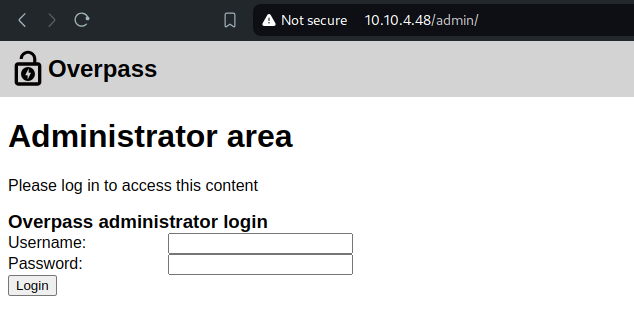 Not secure 10.10.4.48/admin/
Overpass
Administrator area
Please log in to access this content
Overpass administrator login
Username:
Password:
Login